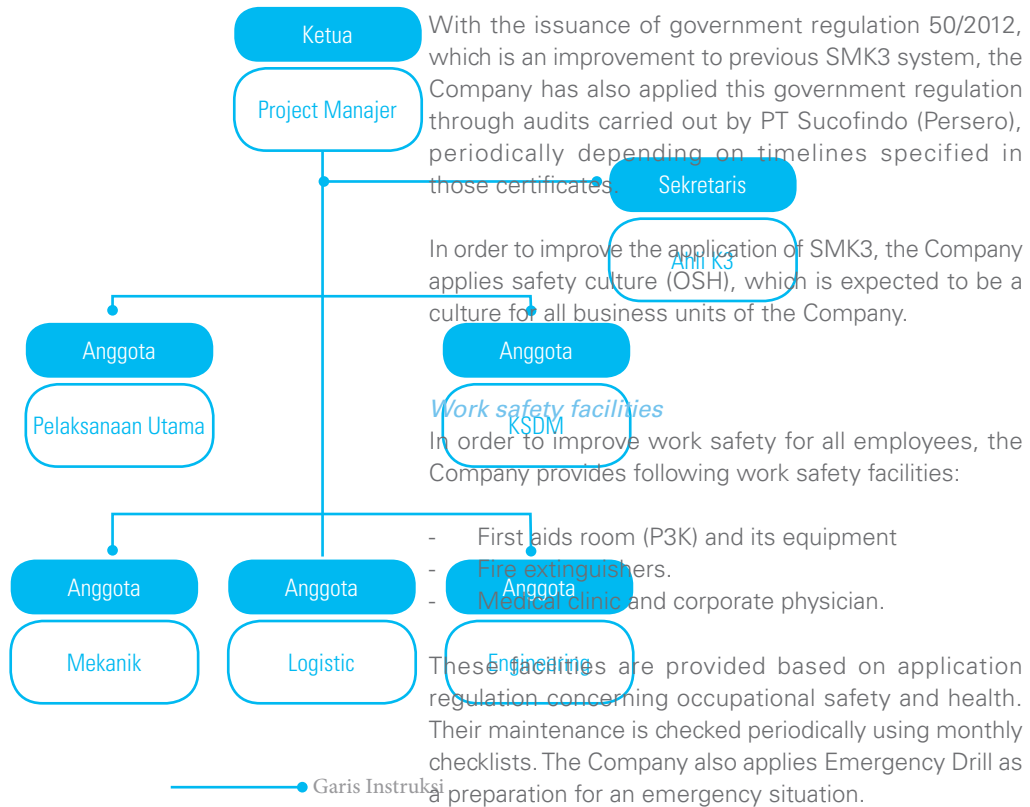 Ketua
Project Manajer
Sekretaris
Ahli K3
Anggota
Pelaksanaan Utama
Anggota
KSDM
Anggota
Mekanik
Anggota
Logistic
Anggota
Engineering
Garis Instruksi
With the issuance of government regulation 50/2012,
which is an improvement to previous SMK3 system, the
Company has also applied this government regulation
through audits carried out by PT Sucofindo (Persero),
periodically depending on timelines specified in
those certificates.
In order to improve the application of SMK3, the Company
applies safety culture (OSH), which is expected to be a
culture for all business units of the Company.
Work safety facilities
In order to improve work safety for all employees, the
Company provides following work safety facilities:
- First aids room (P3K) and its equipment
- Fire extinguishers.
- Medical clinic and corporate physician.
These facilities are provided based on application
regulation concerning occupational safety and health.
Their maintenance is checked periodically using monthly
checklists. The Company also applies Emergency Drill as
a preparation for an emergency situation.